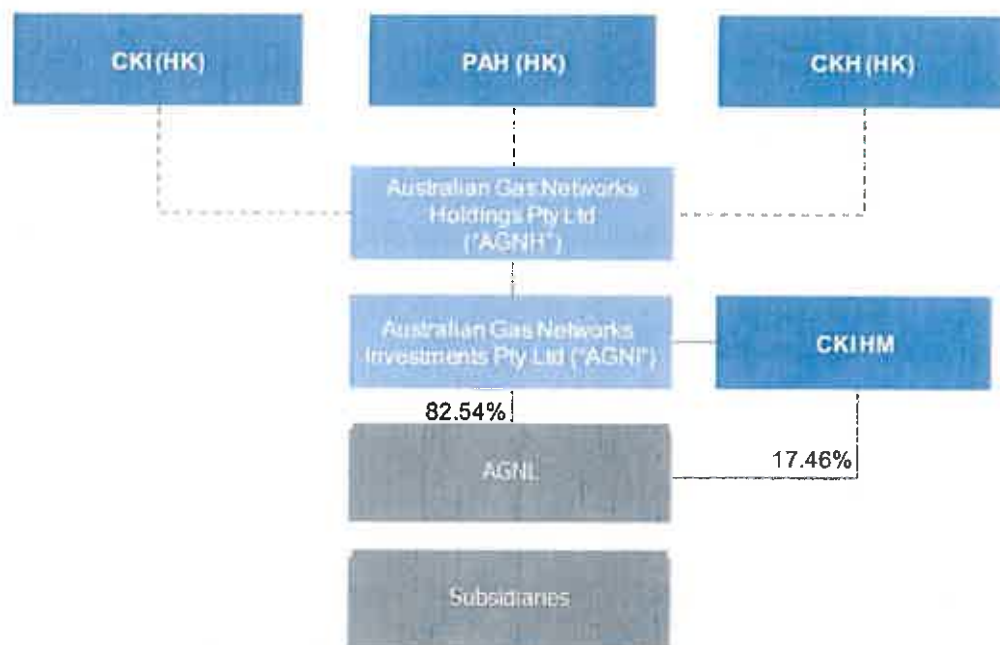 CKI (HK)
PAH (HK)
CKH (HK)
Australian Gas Networks
Holdings Pty Ltd
("AGNH")
Australian Gas Networks
Investments Pty Ltd ("AGNI")
CKIHM
82.54%
AGNL
17.46%
Subsidiaries